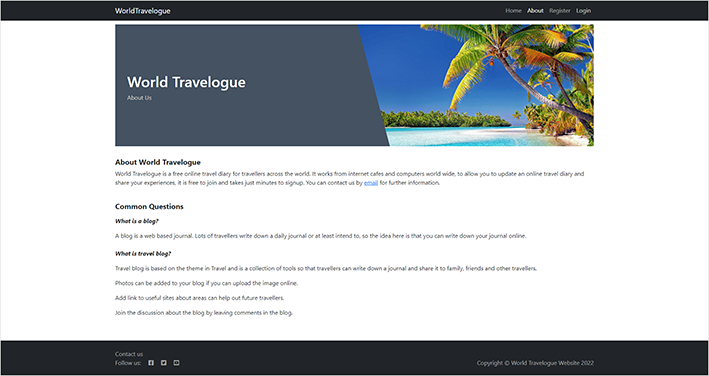 WorldTravelogue
Home About Register Login
World Travelogue
About Us
About World Travelogue
World Travelogue is a free online travel diary for travellers across the world. It works from internet cafes and computers world wide, to allow you to update an online travel diary and
share your experiences, it is free to join and takes just minutes to signup. You can contact us by email for further information.
Common Questions
What is a blog?
A blog is a web based journal. Lots of travellers write down a daily journal or at least intend to, so the idea here is that you can write down your journal online.
What is travel blog?
Travel blog is based on the theme in Travel and is a collection of tools so that travellers can write down a journal and share it to family, friends and other travellers.
Photos can be added to your blog if you can upload the image online.
Add link to useful sites about areas can help out future travellers.
Join the discussion about the blog by leaving comments in the blog.
Contact us
Follow us:
Copyright © World Travelogue Website 2022